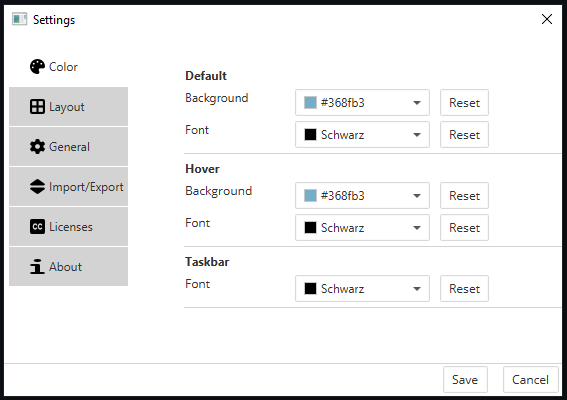 Settings
Color
Layout
General
Import/Export
Licenses
About
Default
Background #368fb3 Reset
Font Schwarz Reset
Hover
Background #368fb3 Reset
Font Schwarz Reset
Taskbar
Font Schwarz Reset
Save Cancel